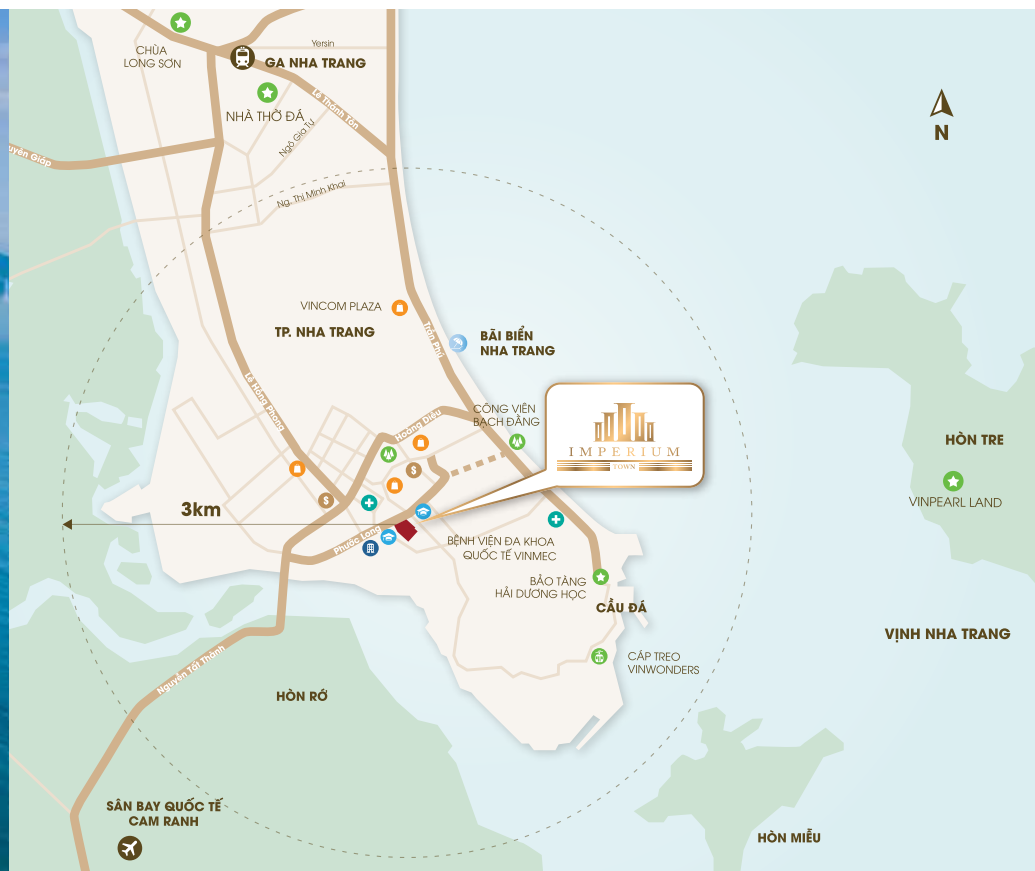 Yersin
CHÙA
LONG SƠN
GA NHA TRANG
NHÀ THỜ ĐÁ
Lê Thánh Tôn
Ngô Gia Tự
Giáp
Ng. Thị Minh Khai
N
VINCOM PLAZA
TP. NHA TRANG
Trần Phú
BÃI BIỂN
NHA TRANG
Lê Hồng Phong
Hoàng Diệu
CÔNG VIÊN
BẠCH ĐẰNG
IMPERIUM
TOWN
HÒN TRE
VINPEARL LAND
$
$
3km
Phước Long
BỆNH VIỆN ĐA KHOA
QUỐC TẾ VINMEC
BẢO TÀNG
HẢI DƯƠNG HỌC
CẦU ĐÁ
VỊNH NHA TRANG
CÁP TREO
VINWONDERS
Nguyễn Tất Thành
HÒN RỚ
SÂN BAY QUỐC TẾ
CAM RANH
HÒN MIỄU